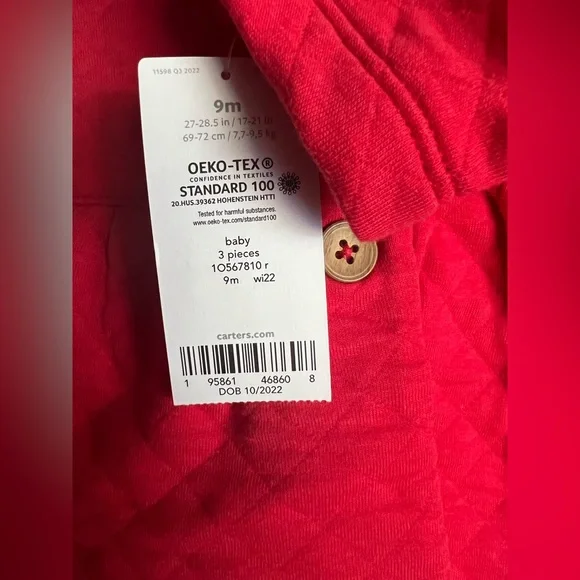 11598 Q3 2022
9m
27-28.5 in / 17-21 lb
69-72 cm / 7,7-9,5 kg
OEKO-TEX®
CONFIDENCE IN TEXTILES
STANDARD 100
20.HUS.39362 HOHENSTEIN HTTI
Tested for harmful substances.
www.oeko-tex.com/standard100
baby
3 pieces
1O567810 r
9m wi22
carters.com
1 95861 46860 8
DOB 10/2022